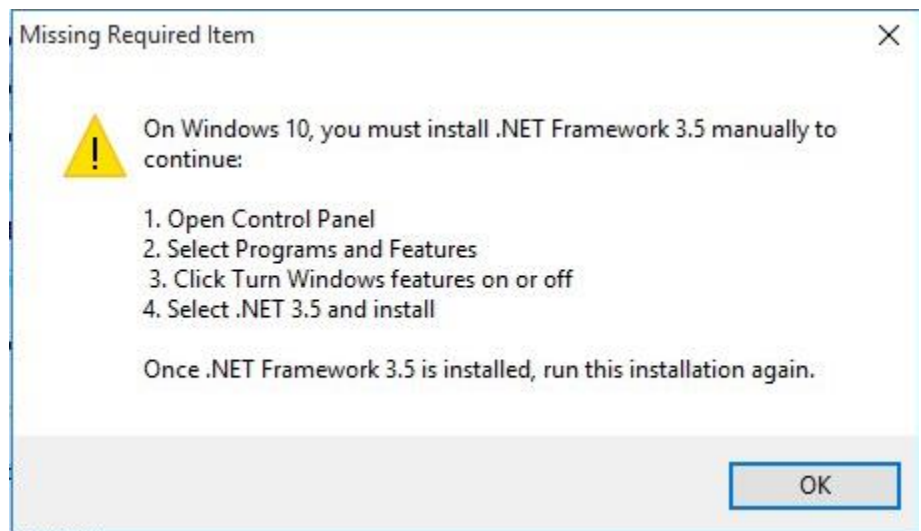 Missing Required Item
On Windows 10, you must install .NET Framework 3.5 manually to
continue:
1. Open Control Panel
2. Select Programs and Features
3. Click Turn Windows features on or off
4. Select .NET 3.5 and install
Once .NET Framework 3.5 is installed, run this installation again.
OK